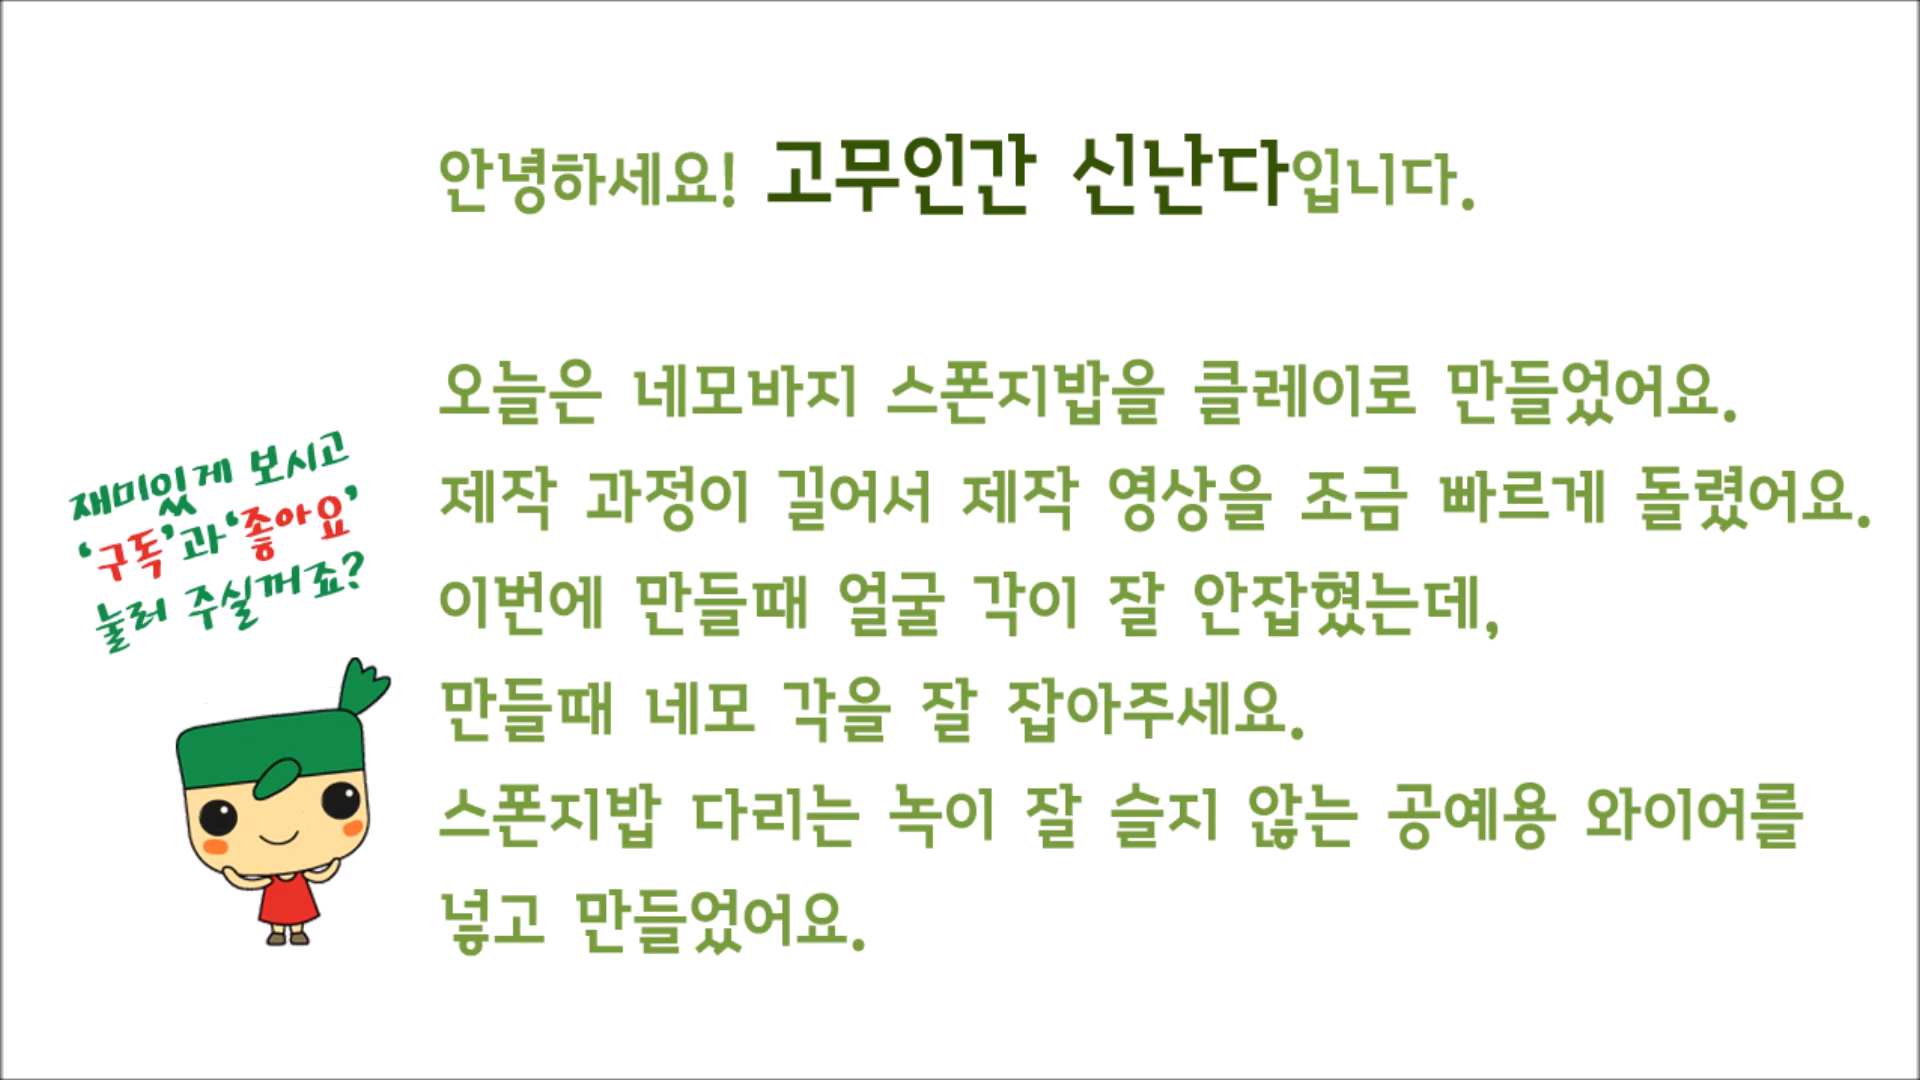 안녕하세요! 고무인간 신난다입니다.
오늘은 네모바지 스폰지밥을 클레이로 만들었어요.
제작 과정이 길어서 제작 영상을 조금 빠르게 돌렸어요.
이번에 만들때 얼굴 각이 잘 안잡혔는데,
만들때 네모 각을 잘 잡아주세요.
스폰지밥 다리는 녹이 잘 슬지 않는 공예용 와이어를
넣고 만들었어요.
재미있게 보시고
‘구독’과 ‘좋아요’
눌러 주실꺼죠?